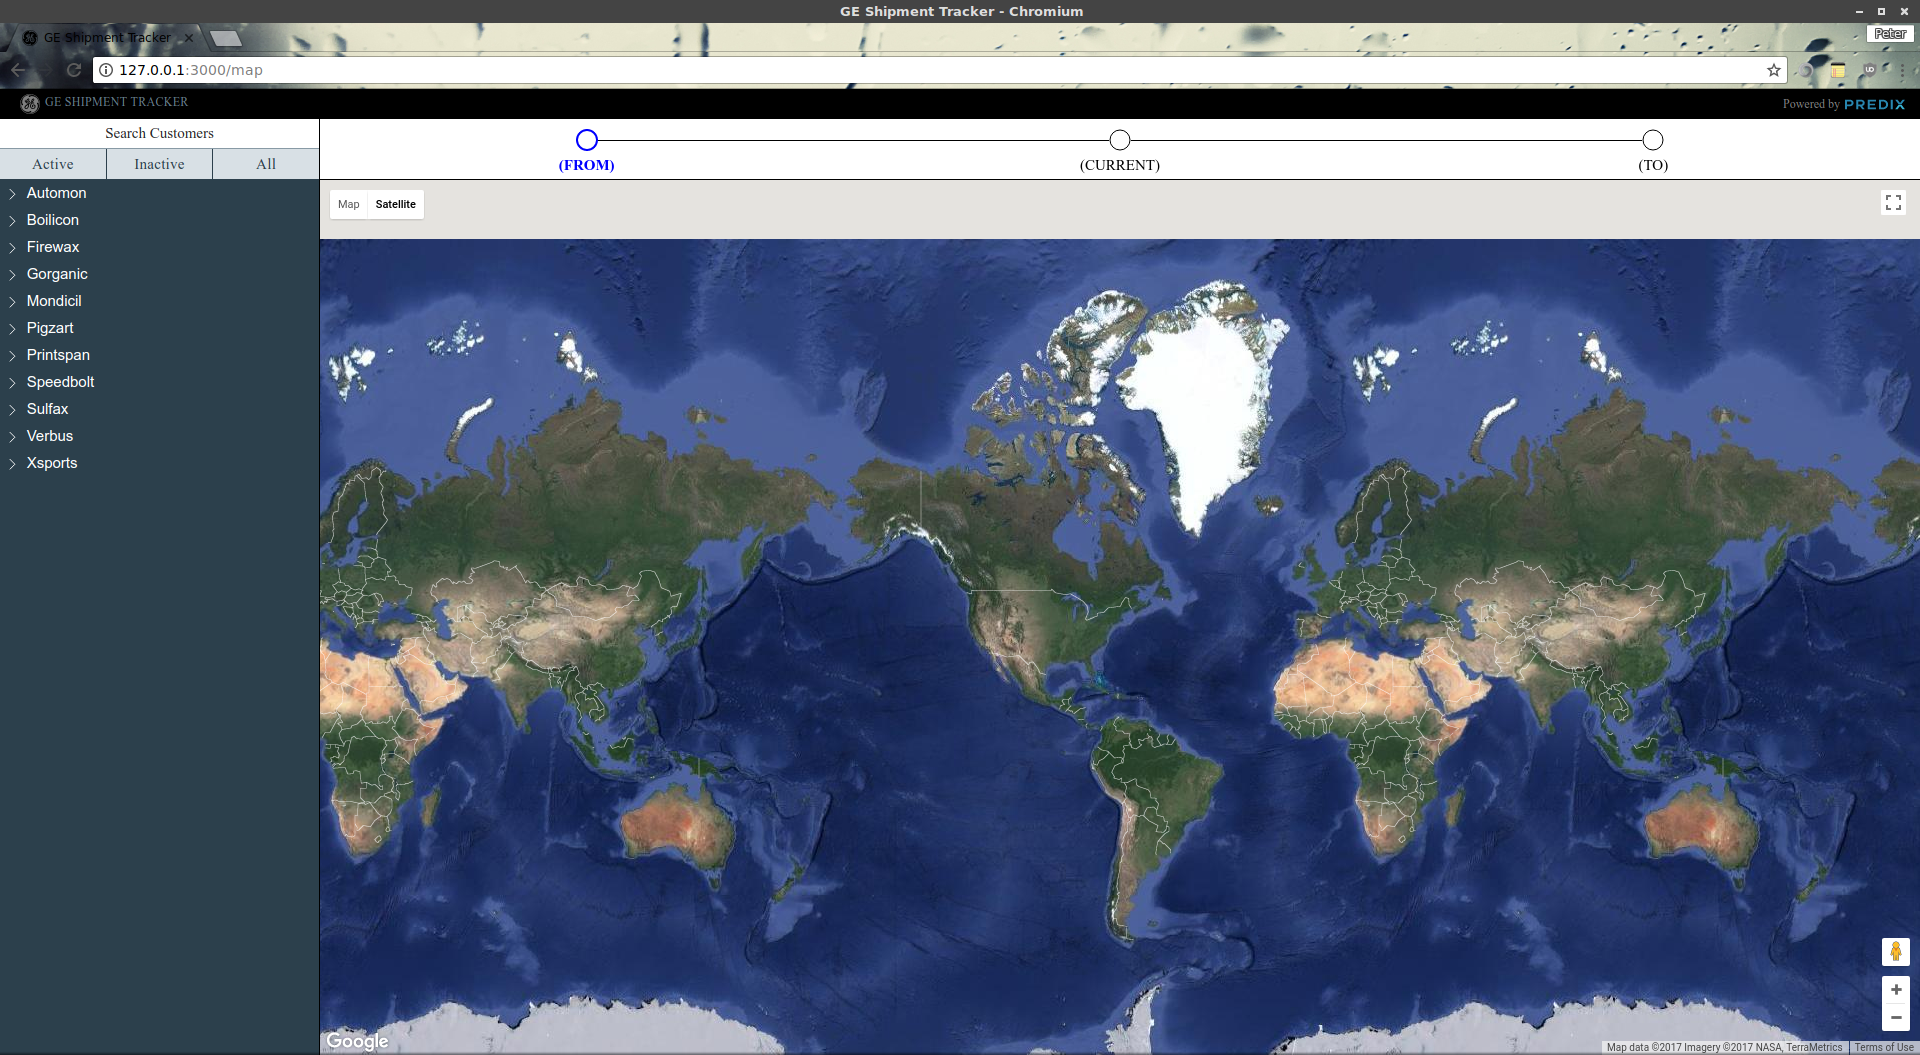 GE Shipment Tracker - Chromium
GE Shipment Tracker
Peter
127.0.0.1:3000/map
GE SHIPMENT TRACKER
Powered by PREDIX
Search Customers
Active Inactive All
Automon
Boilicon
Firewax
Gorganic
Mondicil
Pigzart
Printspan
Speedbolt
Sulfax
Verbus
Xsports
(FROM) (CURRENT) (TO)
Map Satellite
Google
Map data ©2017 Imagery ©2017 NASA, TerraMetrics Terms of Use